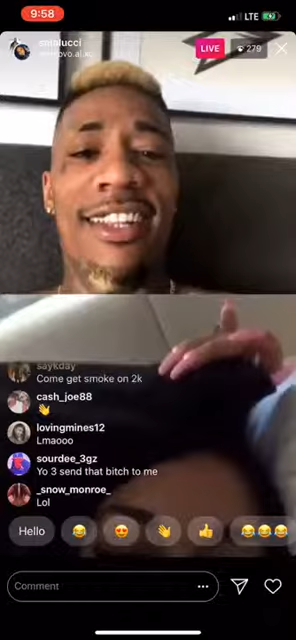 9:58
LTE
LIVE
279
saykday
Come get smoke on 2k
cash_joe88
👋
lovingmines12
Lmaooo
sourdee_3gz
Yo 3 send that bitch to me
_snow_monroe_
Lol
Hello
😂 😍 👋 👍 😂😂😂
Comment